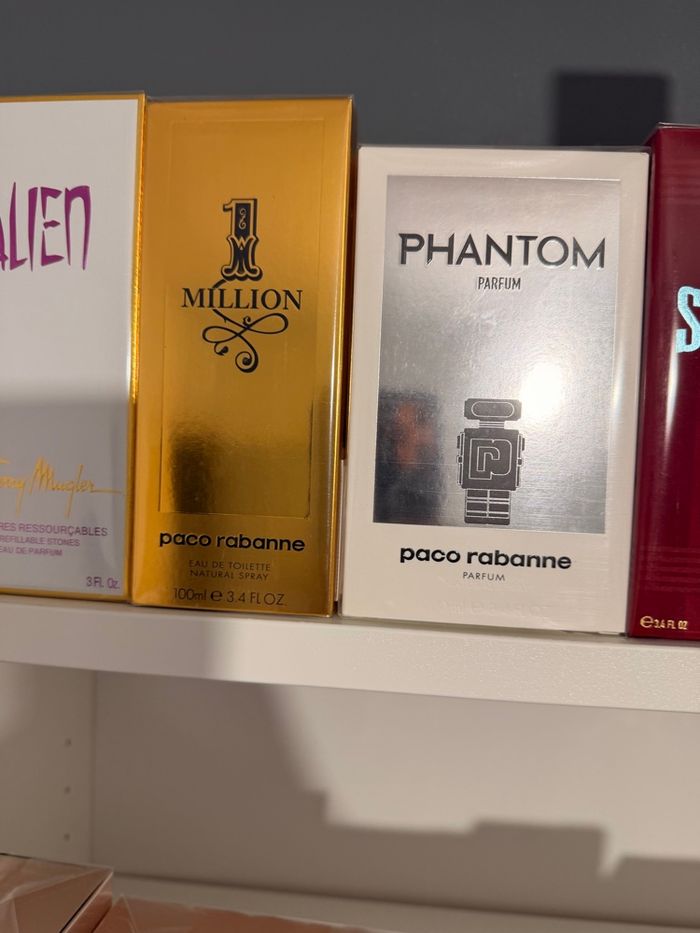 ALIEN
Mugler
RES RESSOURÇABLES
REFILLABLE STONES
EAU DE PARFUM
3 FL Oz.
1
MILLION
paco rabanne
EAU DE TOILETTE
NATURAL SPRAY
100ml e 3.4 FL OZ.
PHANTOM
PARFUM
paco rabanne
PARFUM
S
e 3.4 FL OZ